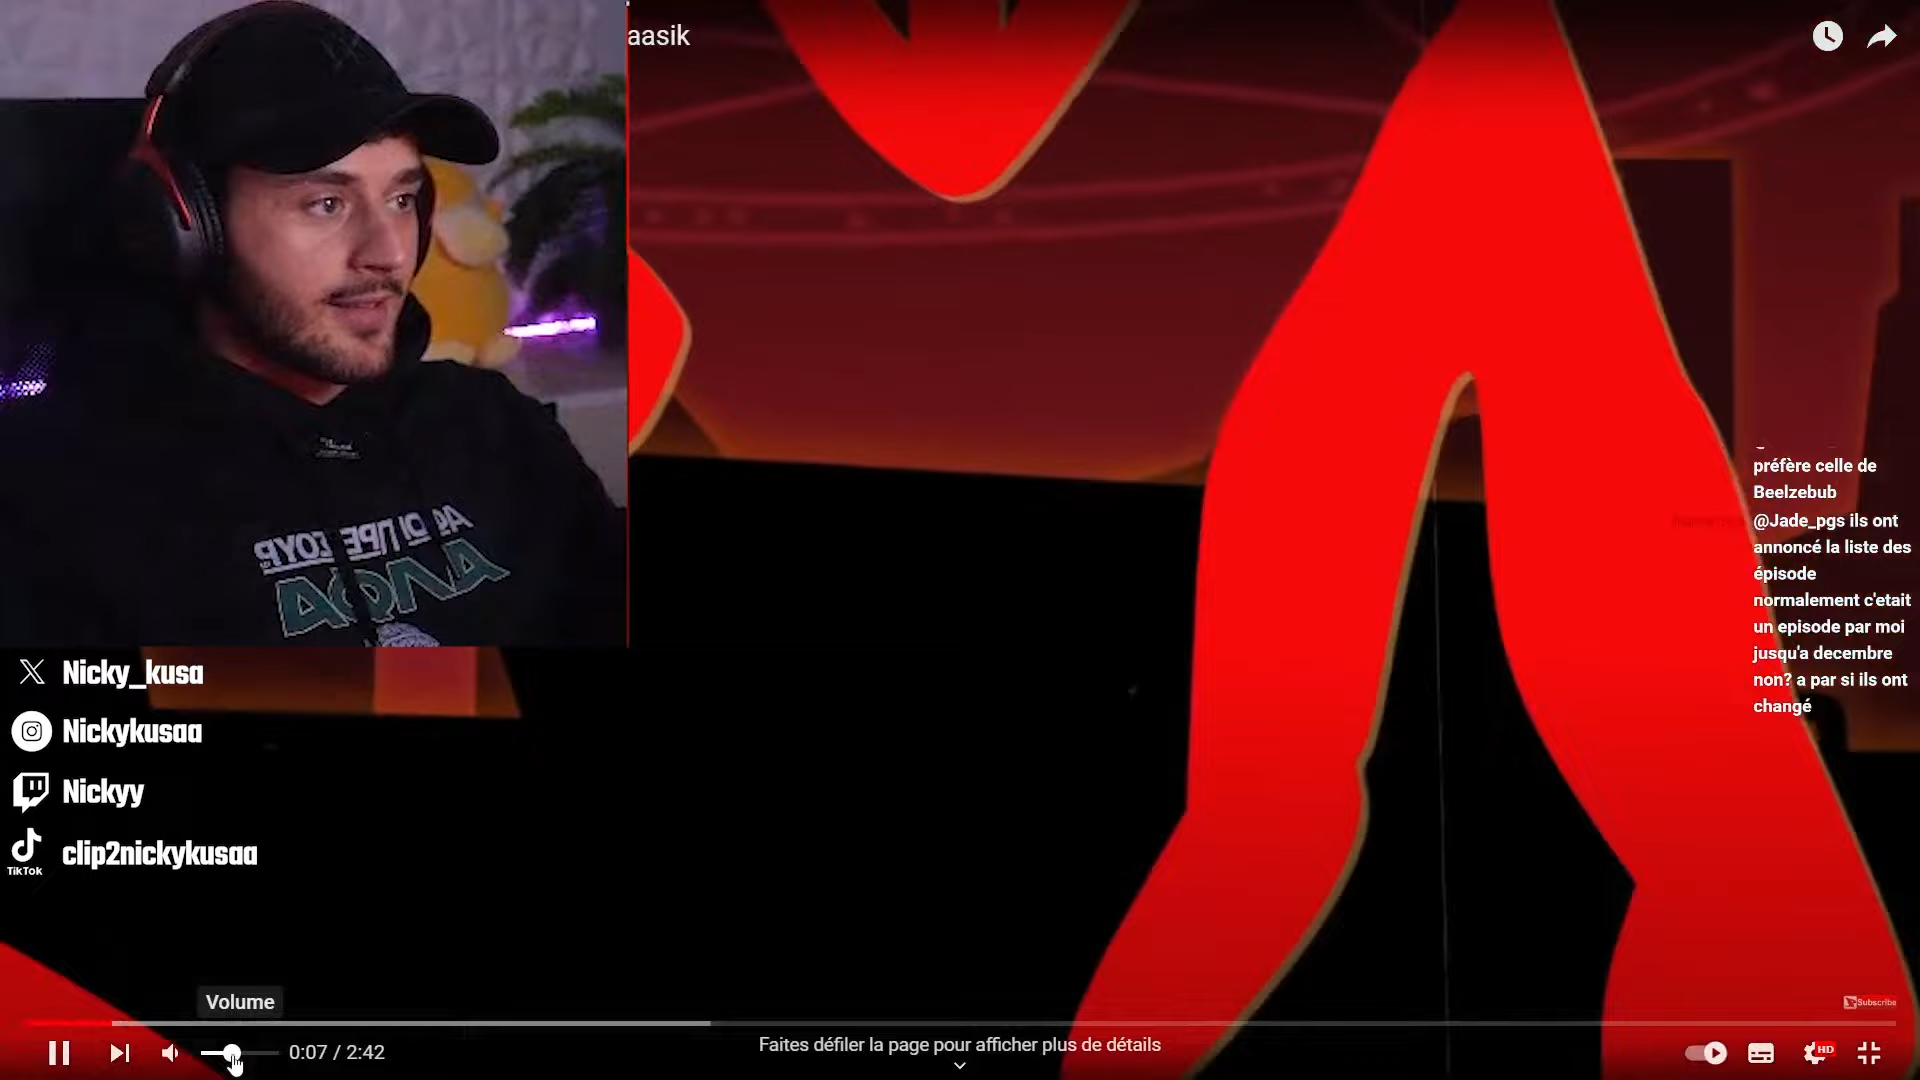 aasik
préfère celle de
Beelzebub
@Jade_pgs ils ont
annoncé la liste des
épisode
normalement c'etait
un episode par moi
jusqu'a decembre
non? a par si ils ont
changé
Nicky_kusa
Nickykusaa
Nickyy
TikTok
clip2nickykusaa
Volume
Subscribe
0:07 / 2:42
Faites défiler la page pour afficher plus de détails
HD